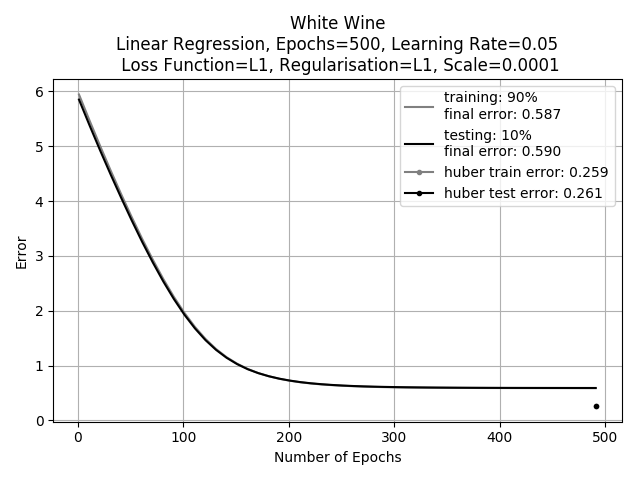 White Wine
Linear Regression, Epochs=500, Learning Rate=0.05
Loss Function=L1, Regularisation=L1, Scale=0.0001
training: 90%
final error: 0.587
testing: 10%
final error: 0.590
huber train error: 0.259
huber test error: 0.261
Error
6
5
4
3
2
1
0
0 100 200 300 400 500
Number of Epochs